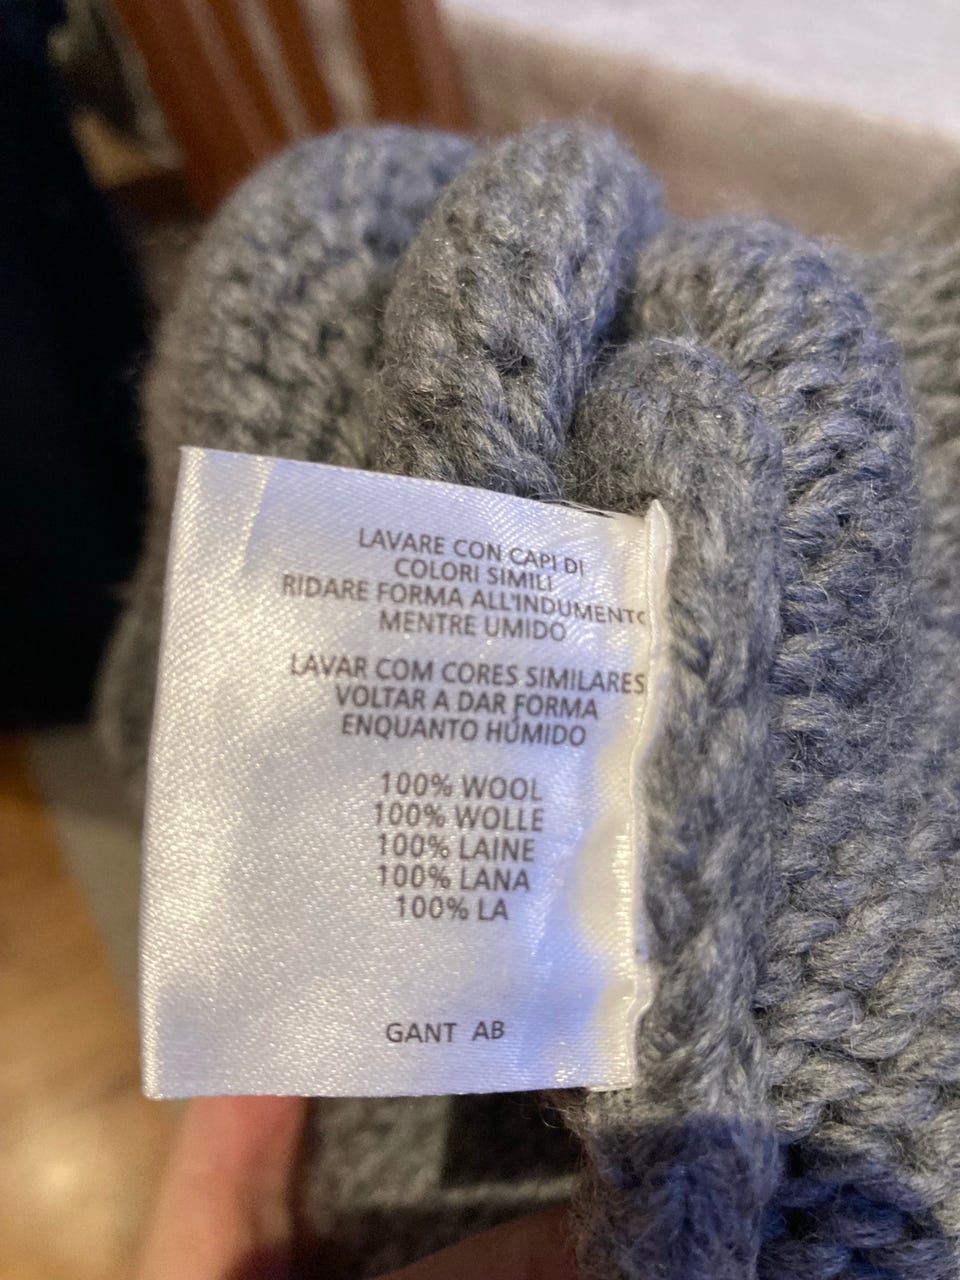 LAVARE CON CAPI DI
COLORI SIMILI
RIDARE FORMA ALL'INDUMENTO
MENTRE UMIDO
LAVAR COM CORES SIMILARES
VOLTAR A DAR FORMA
ENQUANTO HÚMIDO
100% WOOL
100% WOLLE
100% LAINE
100% LANA
100% LA
GANT AB